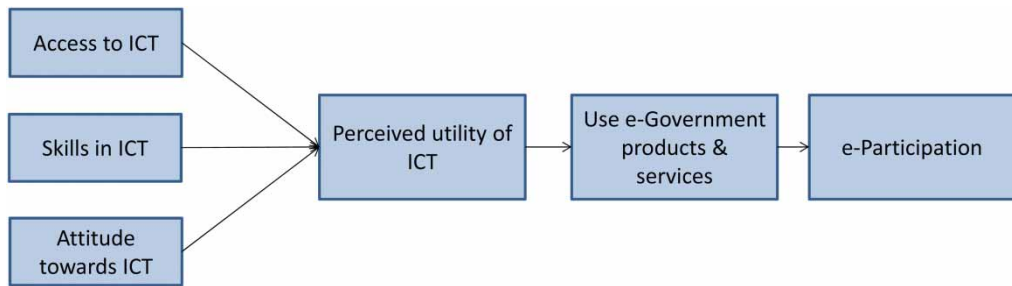 Access to ICT
Skills in ICT
Attitude
towards ICT
Perceived utility of
ICT
Use e-Government
products &
services
e-Participation